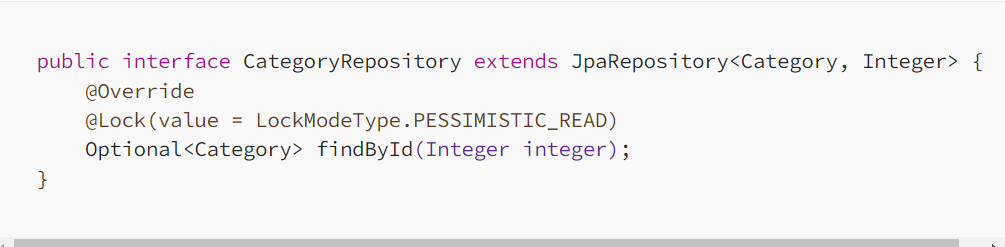 public interface CategoryRepository extends JpaRepository<Category, Integer> {
@Override
@Lock(value = LockModeType.PESSIMISTIC_READ)
Optional<Category> findById(Integer integer);
}